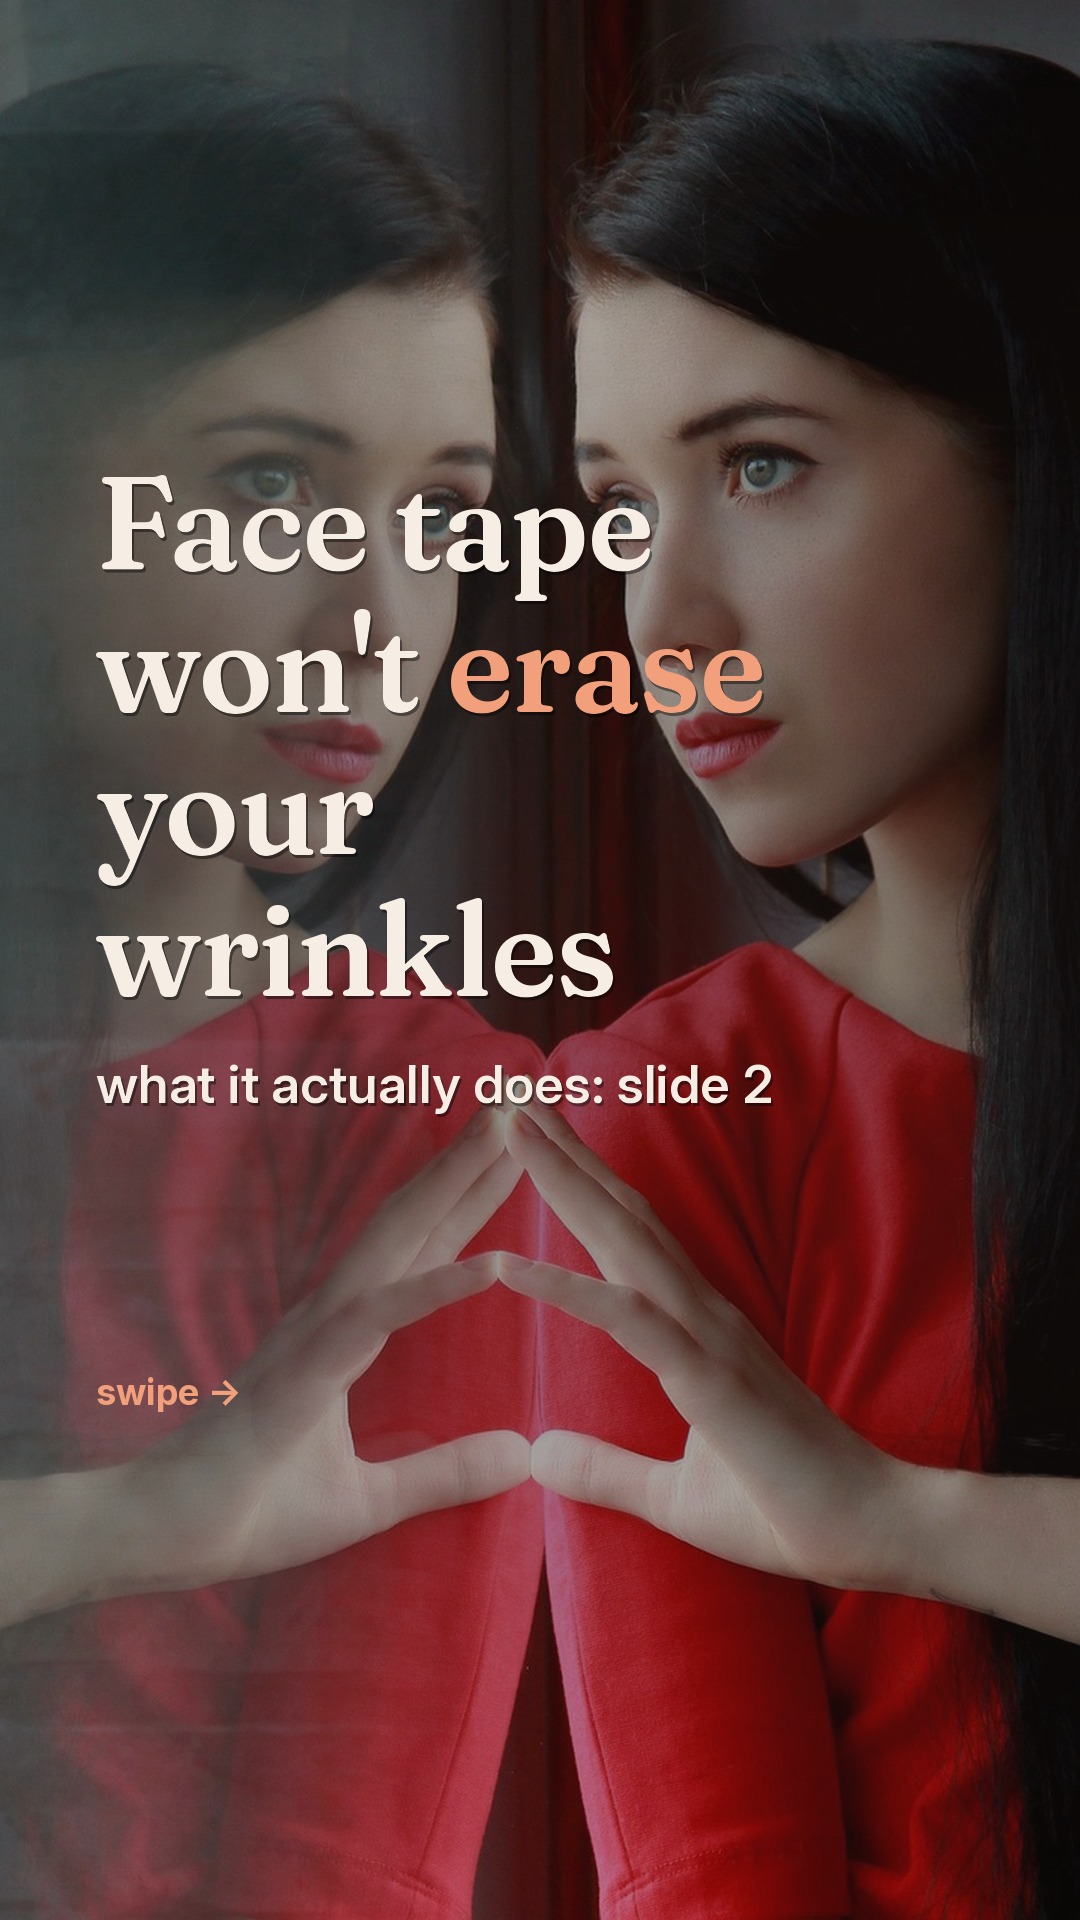 Face tape
won't erase
your
wrinkles
what it actually does: slide 2
swipe →